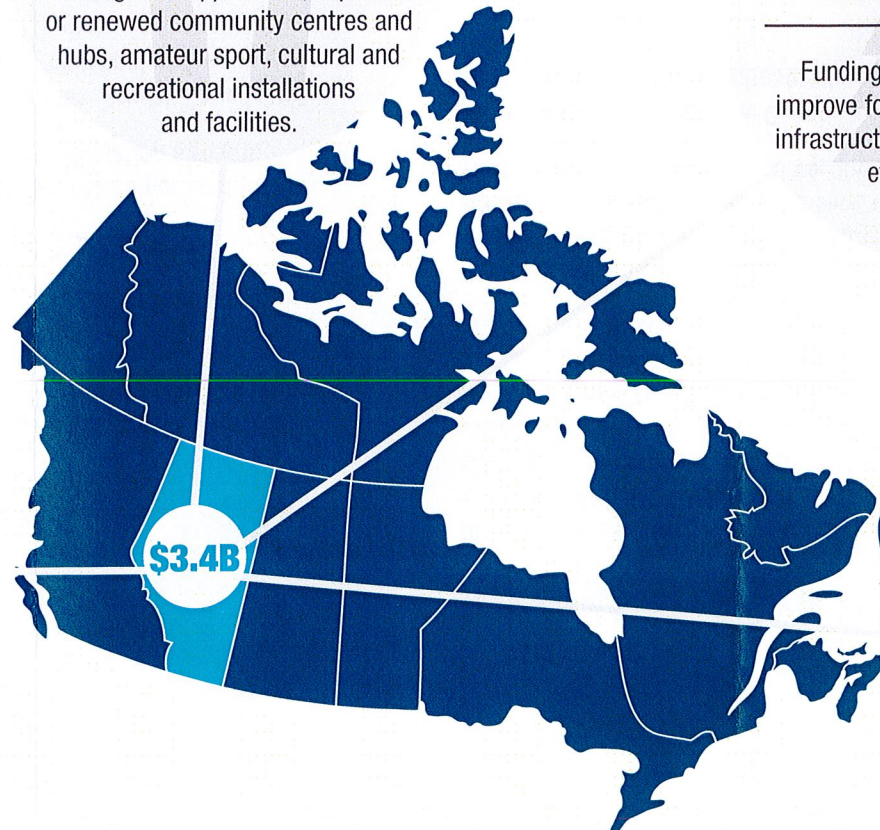 or renewed community centres and
hubs, amateur sport, cultural and
recreational installations
and facilities.
Funding
improve fo
infrastruct
e
$3.4B